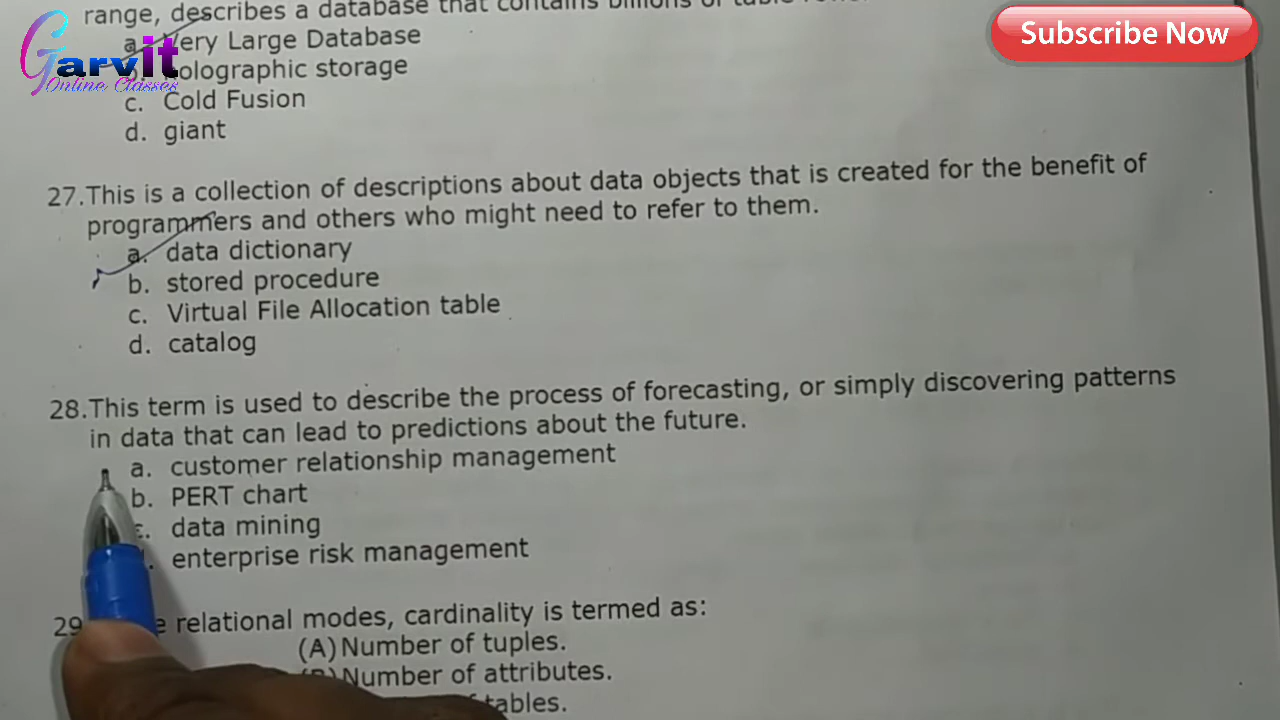 range, describes a database that contains billions of table rows.
a. Very Large Database
holographic storage
c. Cold Fusion
d. giant
Garvit
Online Classes
Subscribe Now
27.This is a collection of descriptions about data objects that is created for the benefit of
programmers and others who might need to refer to them.
a. data dictionary
b. stored procedure
c. Virtual File Allocation table
d. catalog
28.This term is used to describe the process of forecasting, or simply discovering patterns
in data that can lead to predictions about the future.
a. customer relationship management
b. PERT chart
c. data mining
enterprise risk management
29 relational modes, cardinality is termed as:
(A) Number of tuples.
(B) Number of attributes.
of tables.